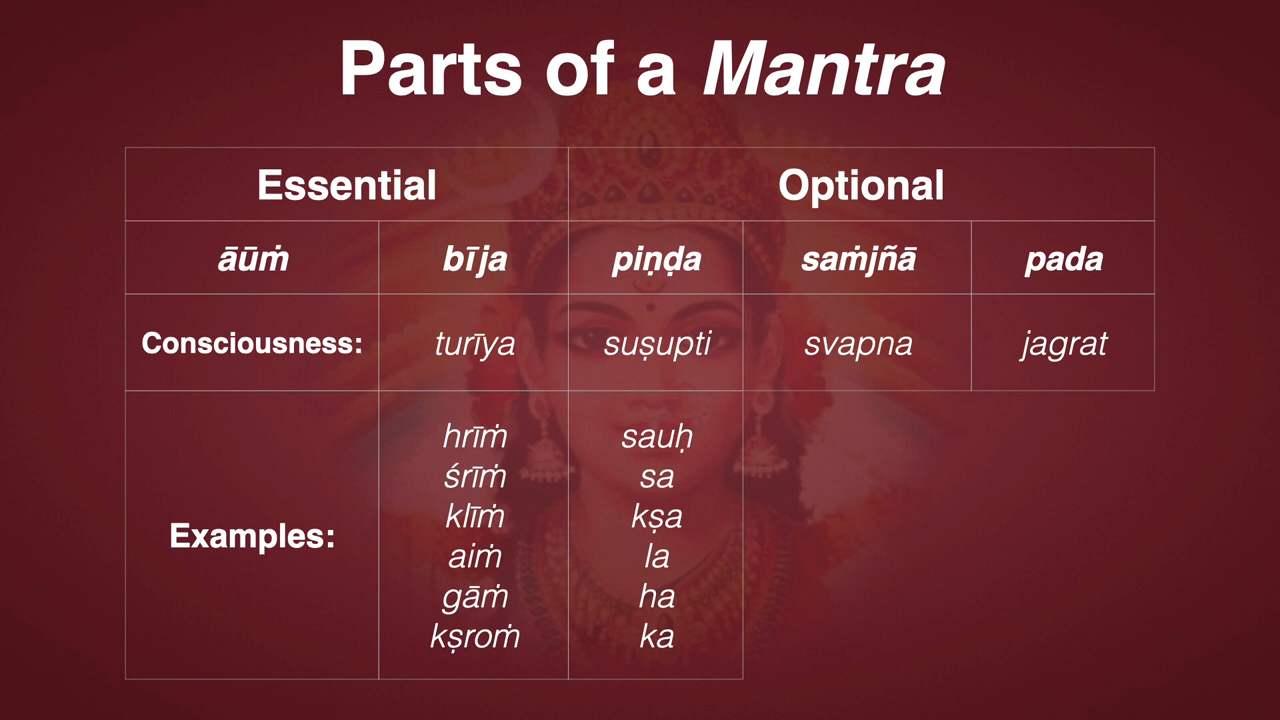 Parts of a Mantra
Essential Optional
āūṁ bīja piṇḍa saṁjñā pada
Consciousness: turīya suṣupti svapna jagrat
Examples:
hrīṁ sauḥ
śrīṁ sa
klīṁ kṣa
aiṁ la
gāṁ ha
kṣroṁ ka